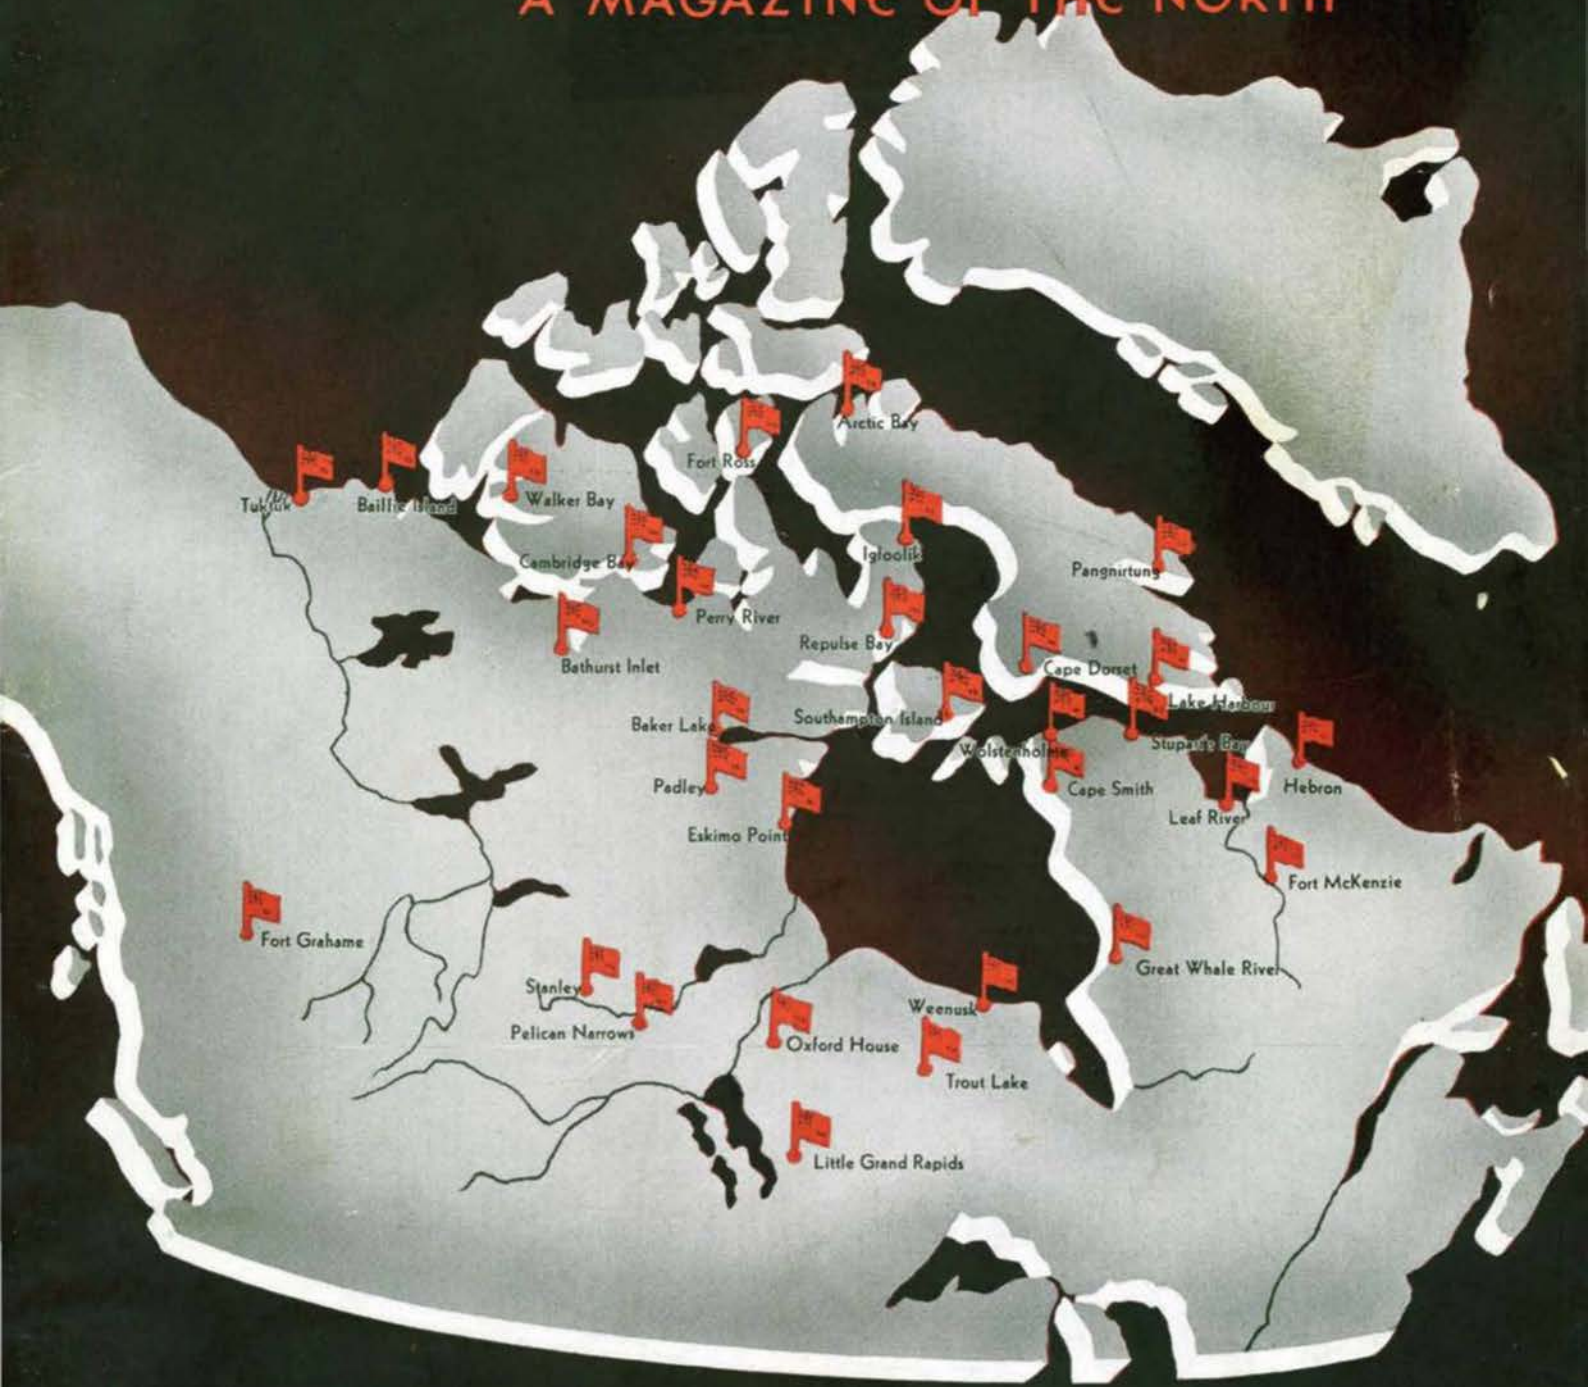 A MAGAZINE OF THE NORTH
Arctic Bay
Fort Ross
Tuktuk
Baillie Island
Walker Bay
Igloolik
Cambridge Bay
Pangnirtung
Perry River
Repulse Bay
Bathurst Inlet
Cape Dorset
Lake Harbour
Baker Lake
Southampton Island
Wolstenholme
Stupart's Bay
Padley
Cape Smith
Hebron
Leaf River
Eskimo Point
Fort McKenzie
Fort Grahame
Great Whale River
Stanley
Weenusk
Pelican Narrows
Oxford House
Trout Lake
Little Grand Rapids